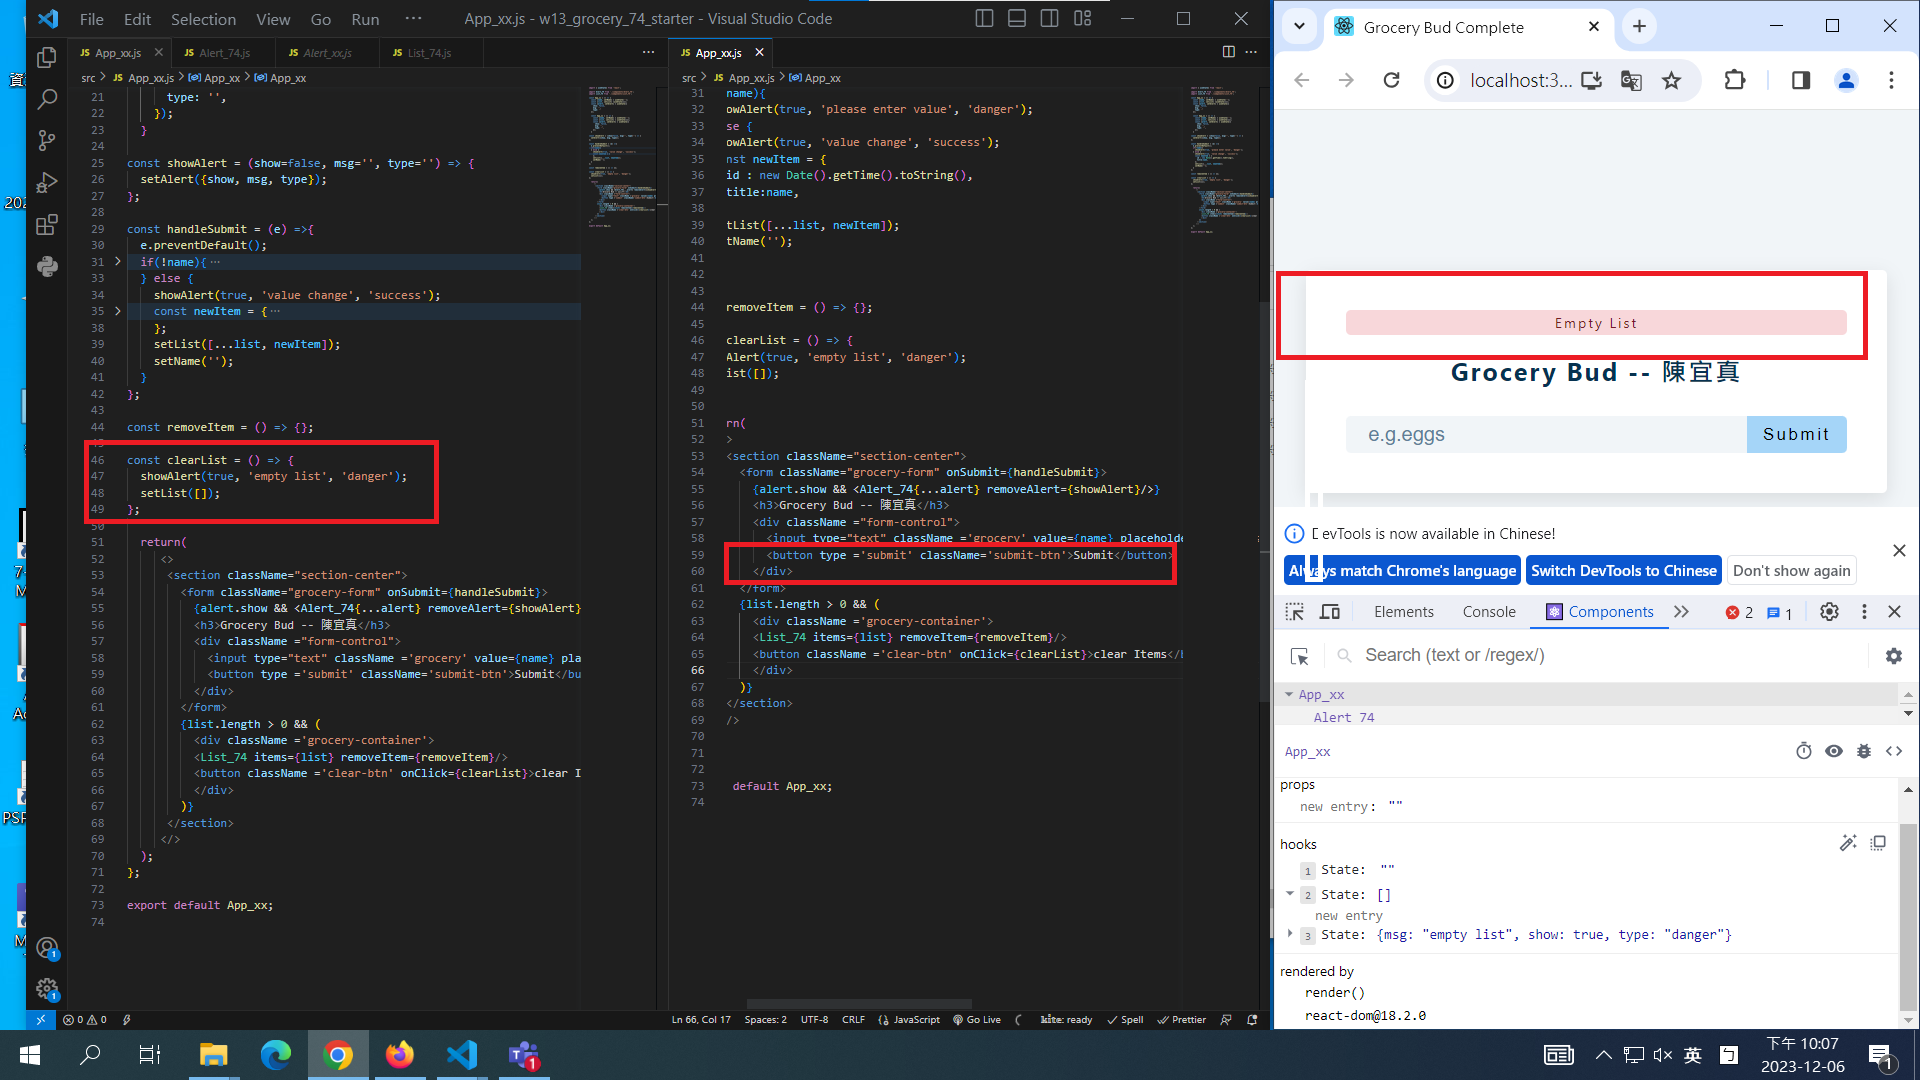 File Edit Selection View Go Run ··· App_xx.js - w13_grocery_74_starter - Visual Studio Code
JS App_xx.js JS Alert_74.js JS Alert_xx.js JS List_74.js
src > JS App_xx.js > App_xx > App_xx
21 type: '',
22 });
23 }
24
25 const showAlert = (show=false, msg='', type='') => {
26 setAlert({show, msg, type});
27 };
28
29 const handleSubmit = (e) =>{
30 e.preventDefault();
31 if(!name){ ···
33 } else {
34 showAlert(true, 'value change', 'success');
35 const newItem = { ···
38 };
39 setList([...list, newItem]);
40 setName('');
41 }
42 };
43
44 const removeItem = () => {};
45
46 const clearList = () => {
47 showAlert(true, 'empty list', 'danger');
48 setList([]);
49 };
50
51 return(
52 <>
53 <section className="section-center">
54 <form className="grocery-form" onSubmit={handleSubmit}>
55 {alert.show && <Alert_74{...alert} removeAlert={showAlert}
56 <h3>Grocery Bud -- 陳宜真</h3>
57 <div className ="form-control">
58 <input type="text" className ='grocery' value={name} pla
59 <button type ='submit' className='submit-btn'>Submit</bu
60 </div>
61 </form>
62 {list.length > 0 && (
63 <div className ='grocery-container'>
64 <List_74 items={list} removeItem={removeItem}/>
65 <button className ='clear-btn' onClick={clearList}>clear I
66 </div>
67 )}
68 </section>
69 </>
70 );
71 };
72
73 export default App_xx;
74
JS App_xx.js
src > JS App_xx.js > App_xx
31 name){
32 owAlert(true, 'please enter value', 'danger');
33 se {
34 owAlert(true, 'value change', 'success');
35 nst newItem = {
36 id : new Date().getTime().toString(),
37 title:name,
38
39 tList([...list, newItem]);
40 tName('');
41
42
43
44 removeItem = () => {};
45
46 clearList = () => {
47 Alert(true, 'empty list', 'danger');
48 ist([]);
49
50
51 rn(
52 >
53 <section className="section-center">
54 <form className="grocery-form" onSubmit={handleSubmit}>
55 {alert.show && <Alert_74{...alert} removeAlert={showAlert}/>}
56 <h3>Grocery Bud -- 陳宜真</h3>
57 <div className ="form-control">
58 <input type="text" className ='grocery' value={name} placeholde
59 <button type ='submit' className='submit-btn'>Submit</button>
60 </div>
61 </form>
62 {list.length > 0 && (
63 <div className ='grocery-container'>
64 <List_74 items={list} removeItem={removeItem}/>
65 <button className ='clear-btn' onClick={clearList}>clear Items</b
66 </div>
67 )}
68 </section>
69 />
70
71
72
73 default App_xx;
74
0 0 Ln 66, Col 17 Spaces: 2 UTF-8 CRLF {} JavaScript Go Live kite: ready Spell Prettier
Grocery Bud Complete
localhost:3...
Empty List
Grocery Bud -- 陳宜真
e.g.eggs Submit
evTools is now available in Chinese!
Always match Chrome's language Switch DevTools to Chinese Don't show again
Elements Console Components 2 1
Search (text or /regex/)
App_xx
Alert 74
App_xx
props
new entry: ""
hooks
1 State: ""
2 State: []
new entry
3 State: {msg: "empty list", show: true, type: "danger"}
rendered by
render()
react-dom@18.2.0
英 下午 10:07
2023-12-06
1